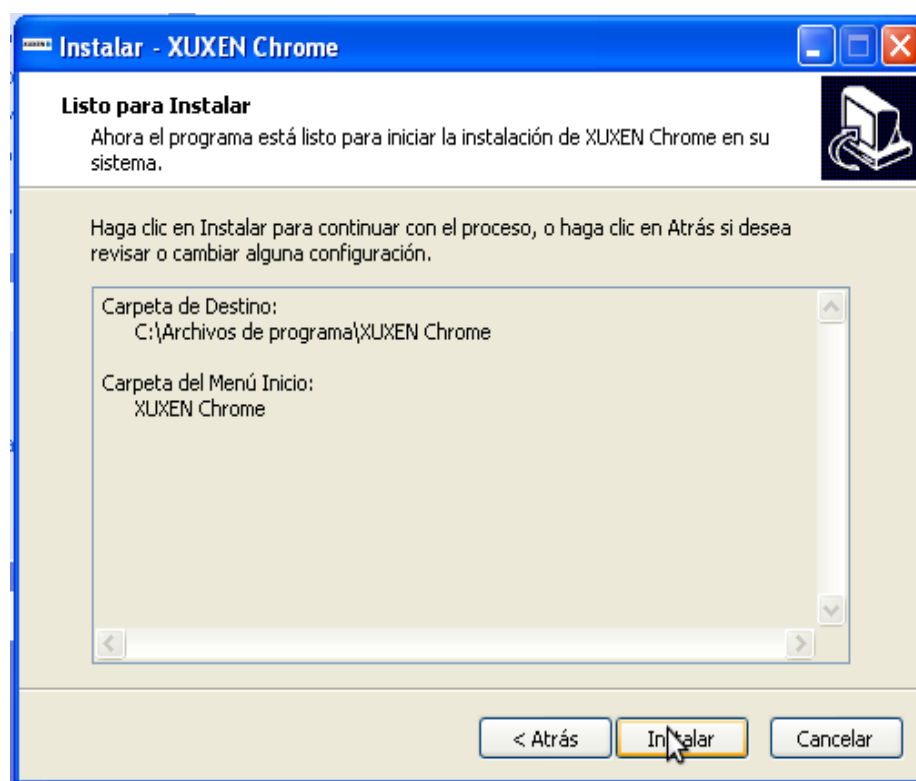 Instalar - XUXEN Chrome
Listo para Instalar
Ahora el programa está listo para iniciar la instalación de XUXEN Chrome en su
sistema.
Haga clic en Instalar para continuar con el proceso, o haga clic en Atrás si desea
revisar o cambiar alguna configuración.
Carpeta de Destino:
C:\Archivos de programa\XUXEN Chrome
Carpeta del Menú Inicio:
XUXEN Chrome
< Atrás
Instalar
Cancelar